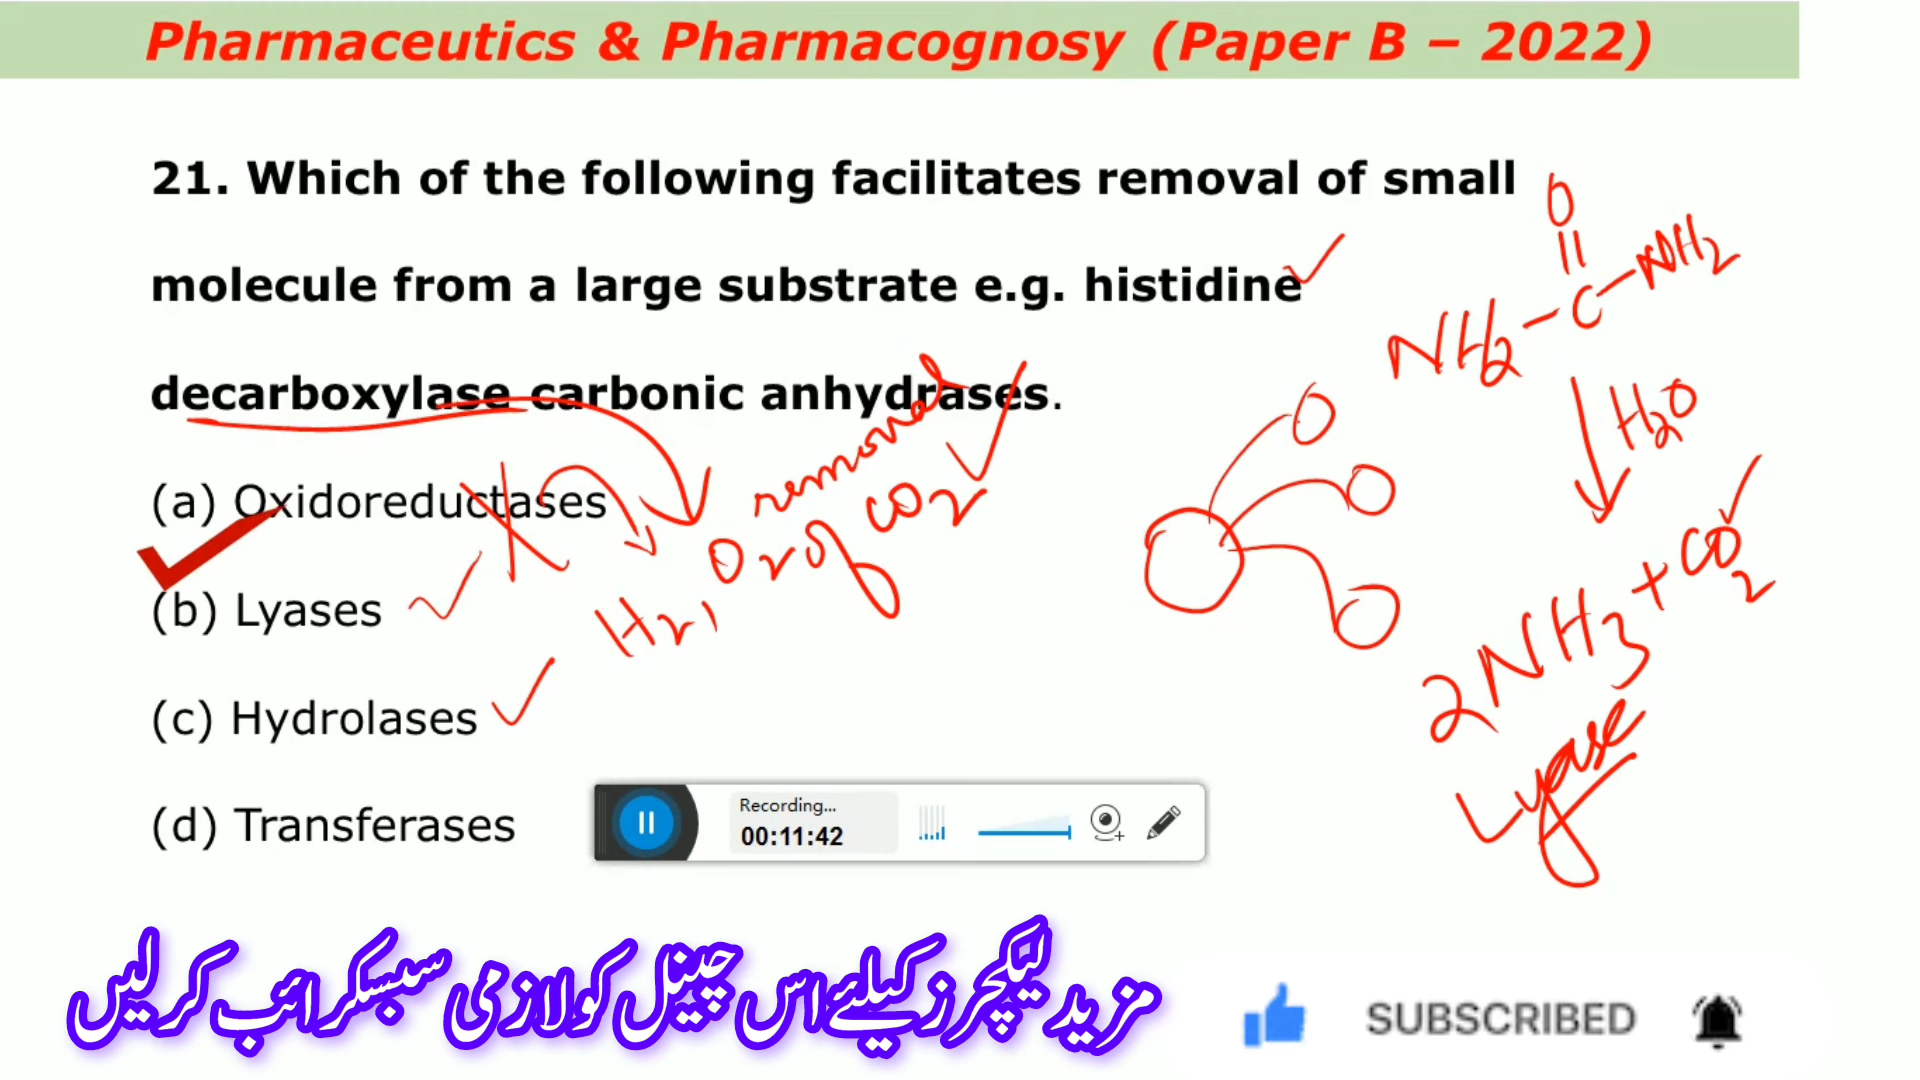 Pharmaceutics & Pharmacognosy (Paper B – 2022)
21. Which of the following facilitates removal of small
molecule from a large substrate e.g. histidine
decarboxylase carbonic anhydrases.
(a) Oxidoreductases
(b) Lyases
(c) Hydrolases
(d) Transferases
removal
of CO2
H2,
O2
O
||
NH2-C-NH2
H2O
2NH3+CO2
Lyase
Recording...
00:11:42
مزید لیکچرز کیلئے اس چینل کو لازمی سبسکرائب کر لیں
SUBSCRIBED